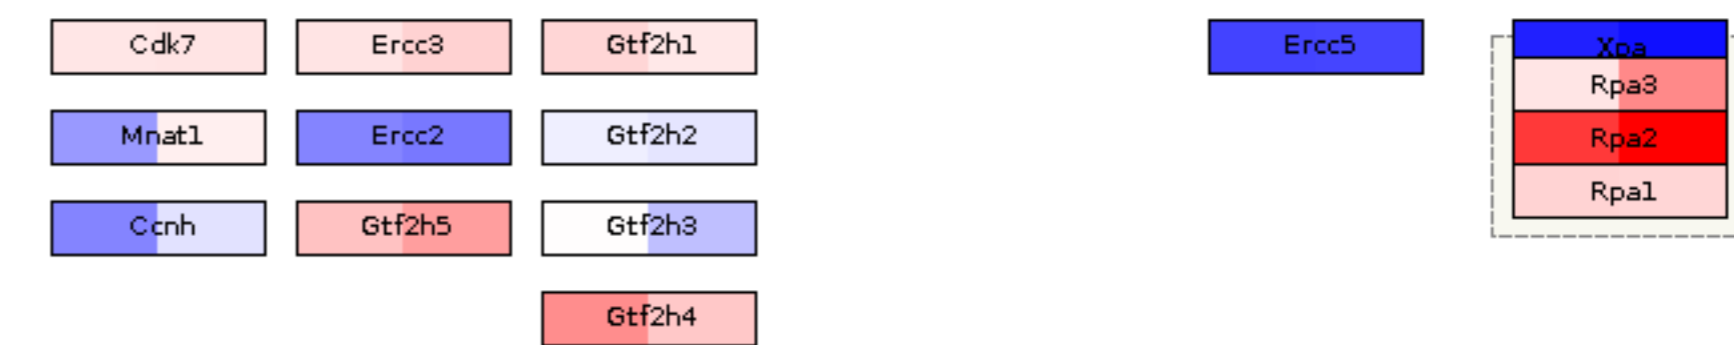 Cdk7 Ercc3 Gtf2h1 Ercc5 Xpa
Rpa3
Mnat1 Ercc2 Gtf2h2 Rpa2
Rpa1
Ccnh Gtf2h5 Gtf2h3
Gtf2h4